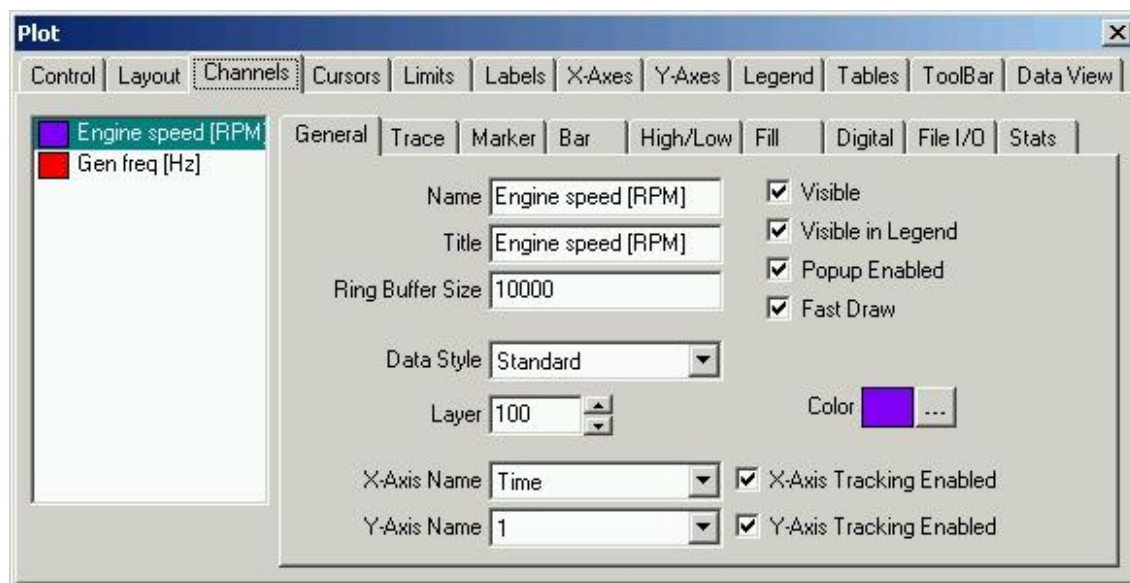 Plot
Control Layout Channels Cursors Limits Labels X-Axes Y-Axes Legend Tables ToolBar Data View
Engine speed [RPM]
Gen freq [Hz]
General Trace Marker Bar High/Low Fill Digital File I/O Stats
Name Engine speed [RPM] Visible
Title Engine speed [RPM] Visible in Legend
Ring Buffer Size 10000 Popup Enabled
Fast Draw
Data Style Standard
Layer 100 Color ...
X-Axis Name Time X-Axis Tracking Enabled
Y-Axis Name 1 Y-Axis Tracking Enabled